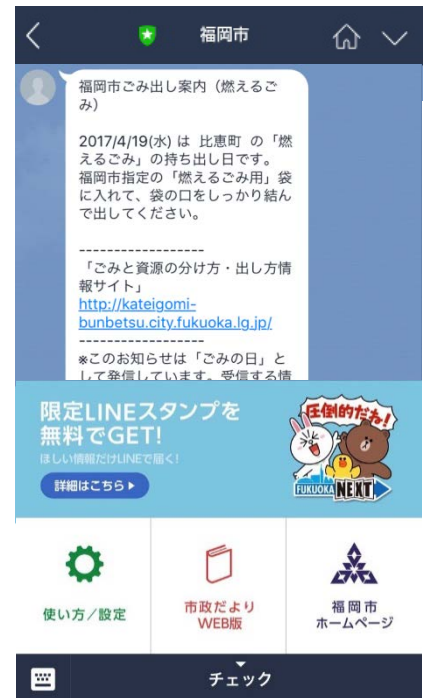 福岡市
福岡市ごみ出し案内（燃えるご
み）
2017/4/19(水) は 比恵町 の「燃
えるごみ」の持ち出し日です。
福岡市指定の「燃えるごみ用」袋
に入れて、袋の口をしっかり結ん
で出してください。
------------------
「ごみと資源の分け方・出し方情
報サイト」
http://kateigomi-
bunbetsu.city.fukuoka.lg.jp/
------------------
※このお知らせは「ごみの日」と
して発信しています。受信する情
限定LINEスタンプを
無料でGET!
ほしい情報だけLINEで届く!
詳細はこちら▶
圧倒的だね!
FUKUOKA NEXT
使い方/設定
市政だより
WEB版
福岡市
ホームページ
チェック